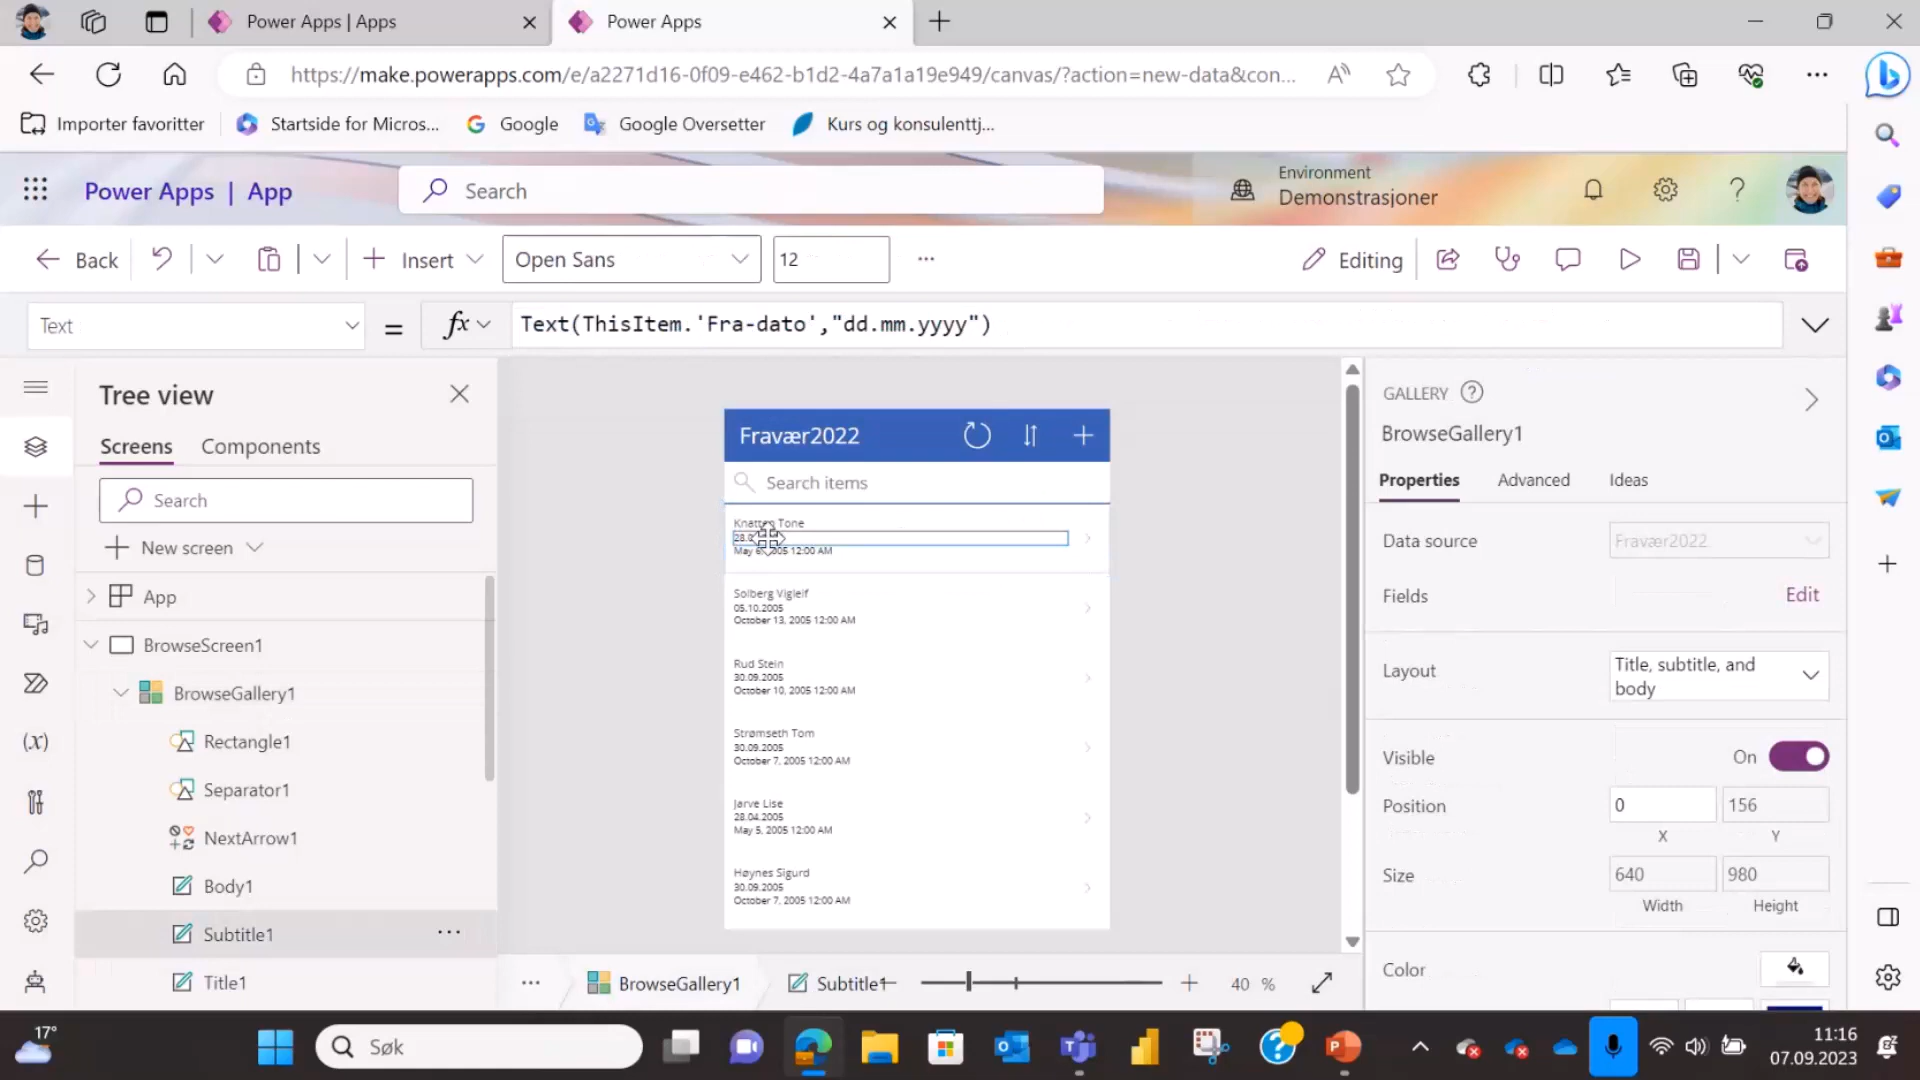 Power Apps | Apps
Power Apps
https://make.powerapps.com/e/a2271d16-0f09-e462-b1d2-4a7a1a19e949/canvas/?action=new-data&con...
Importer favoritter
Startside for Micros...
Google
Google Oversetter
Kurs og konsulenttj...
Power Apps | App
Search
Environment
Demonstrasjoner
Back
Insert
Open Sans
12
...
Editing
Text
=
fx
Text(ThisItem.'Fra-dato',"dd.mm.yyyy")
Tree view
Screens
Components
Search
New screen
App
BrowseScreen1
BrowseGallery1
Rectangle1
Separator1
NextArrow1
Body1
Subtitle1
...
Title1
Fravær2022
Search items
Tone
May 2005 12:00 AM
Solberg Vigleif
05.10.2005
October 13, 2005 12:00 AM
Rud Stein
30.09.2005
October 10, 2005 12:00 AM
Strømseth Tom
30.09.2005
October 7, 2005 12:00 AM
Jørve Lise
28.04.2005
May 5, 2005 12:00 AM
Høynes Sigurd
30.09.2005
October 7, 2005 12:00 AM
...
BrowseGallery1
Subtitle1
40 %
GALLERY
BrowseGallery1
Properties
Advanced
Ideas
Data source
Fravær2022
Fields
Edit
Layout
Title, subtitle, and
body
Visible
On
Position
0
156
X
Y
Size
640
980
Width
Height
Color
17°
Søk
11:16
07.09.2023